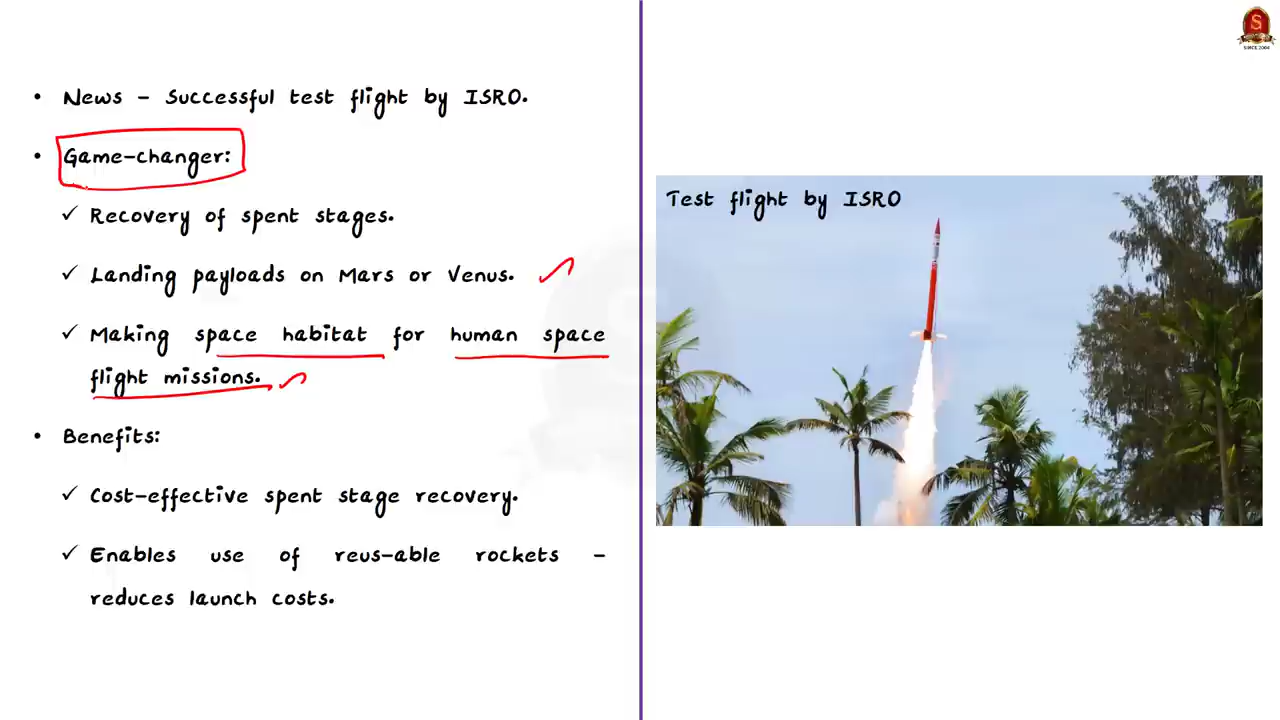 • News – Successful test flight by ISRO.
• Game-changer:
✓ Recovery of spent stages.
✓ Landing payloads on Mars or Venus.
✓ Making space habitat for human space
flight missions.
• Benefits:
✓ Cost-effective spent stage recovery.
✓ Enables use of reus-able rockets –
reduces launch costs.
S
SINCE 2004
Test flight by ISRO